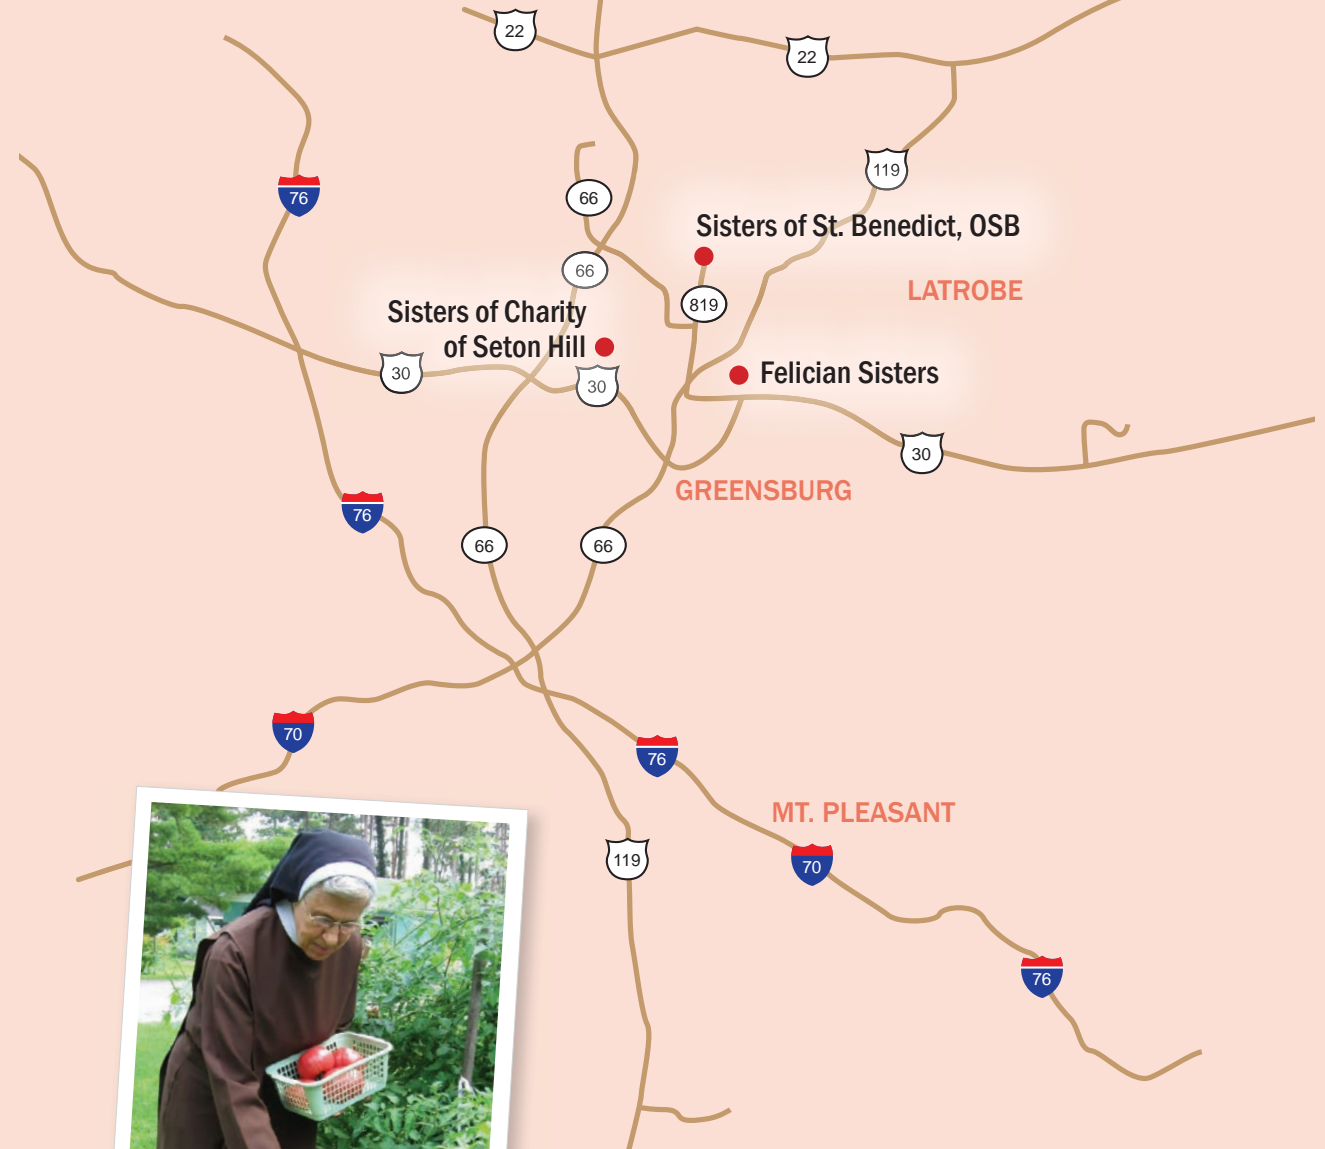 22
22
119
76
66
Sisters of St. Benedict, OSB
66
LATROBE
819
Sisters of Charity
of Seton Hill
30
30
Felician Sisters
30
GREENSBURG
76
66
66
70
76
MT. PLEASANT
119
70
76